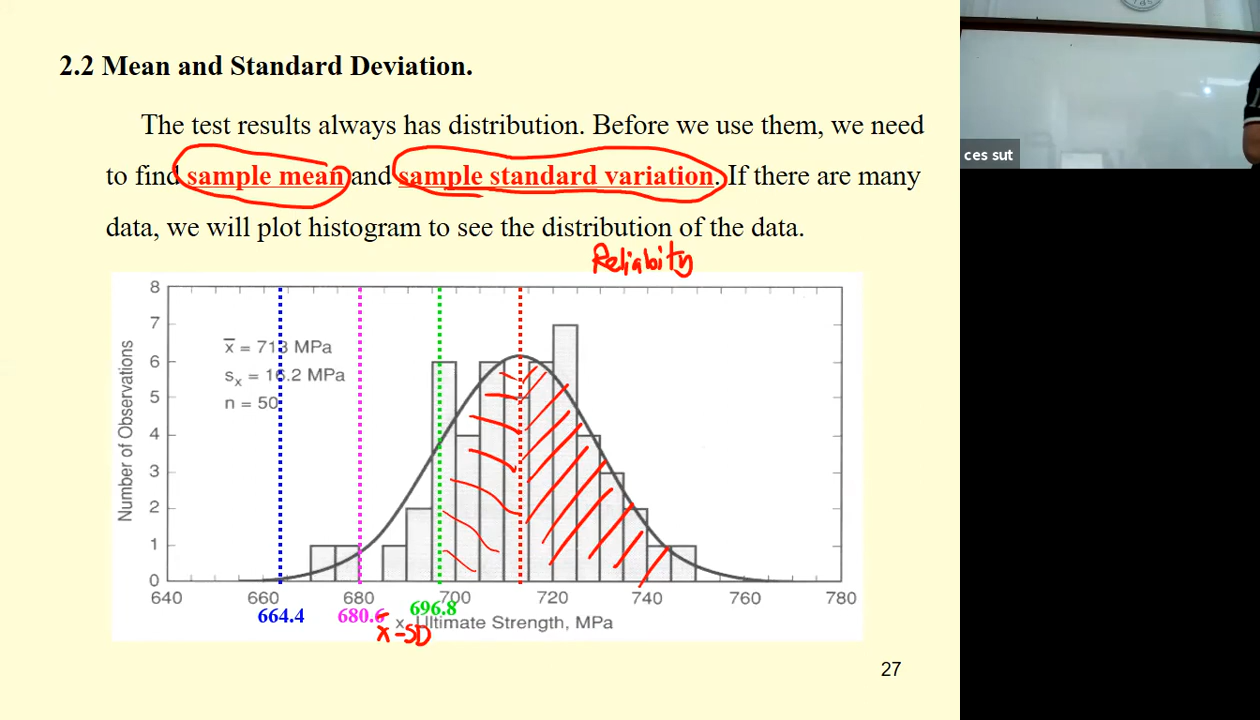 2.2 Mean and Standard Deviation.
The test results always has distribution. Before we use them, we need
to find sample mean and sample standard variation. If there are many
data, we will plot histogram to see the distribution of the data.
Reliabity
8
7
6
5
4
3
2
1
0
Number of Observations
x̄ = 713 MPa
sx = 16.2 MPa
n = 50
640 660 680 700 720 740 760 780
664.4 680.6 696.8
x, Ultimate Strength, MPa
x̄-SD
27
ces sut